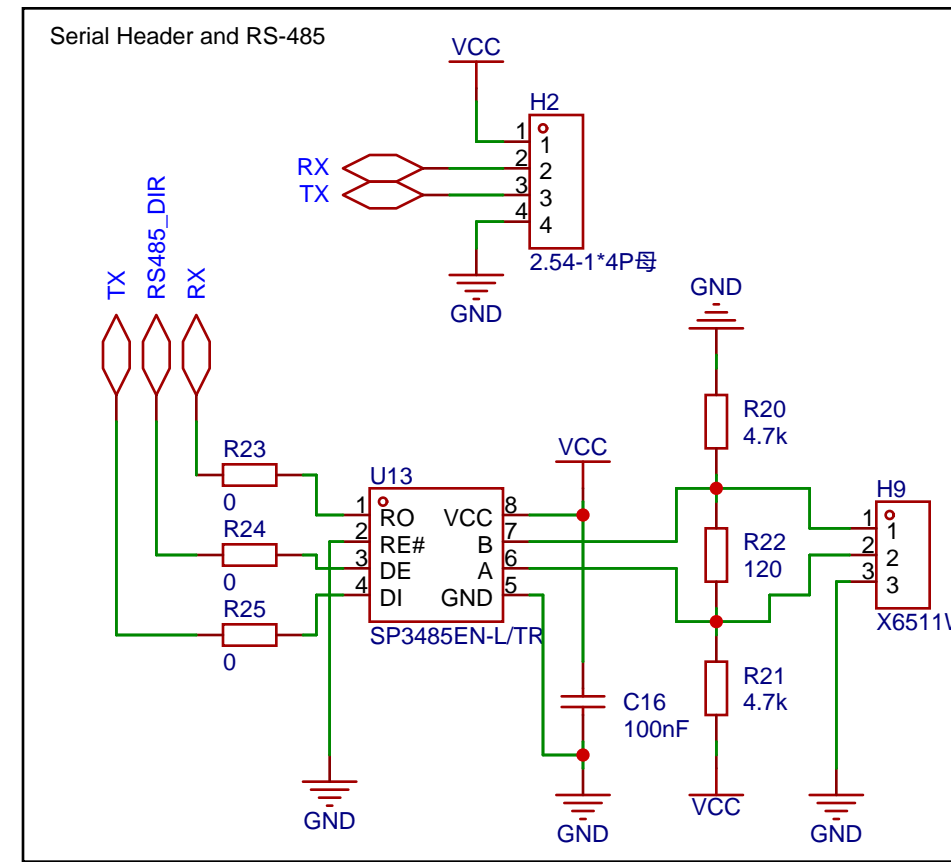 Serial Header and RS-485
VCC
H2
1
1
RX
2
2
TX
3
3
4
4
2.54-1*4P母
GND
TX
RS485_DIR
RX
GND
R20
4.7k
R23
0
R24
0
R25
0
U13
1
RO
2
RE#
3
DE
4
DI
VCC
8
B
7
A
6
GND
5
SP3485EN-L/TR
VCC
C16
100nF
R22
120
R21
4.7k
H9
1
1
2
2
3
3
GND
GND
VCC
GND